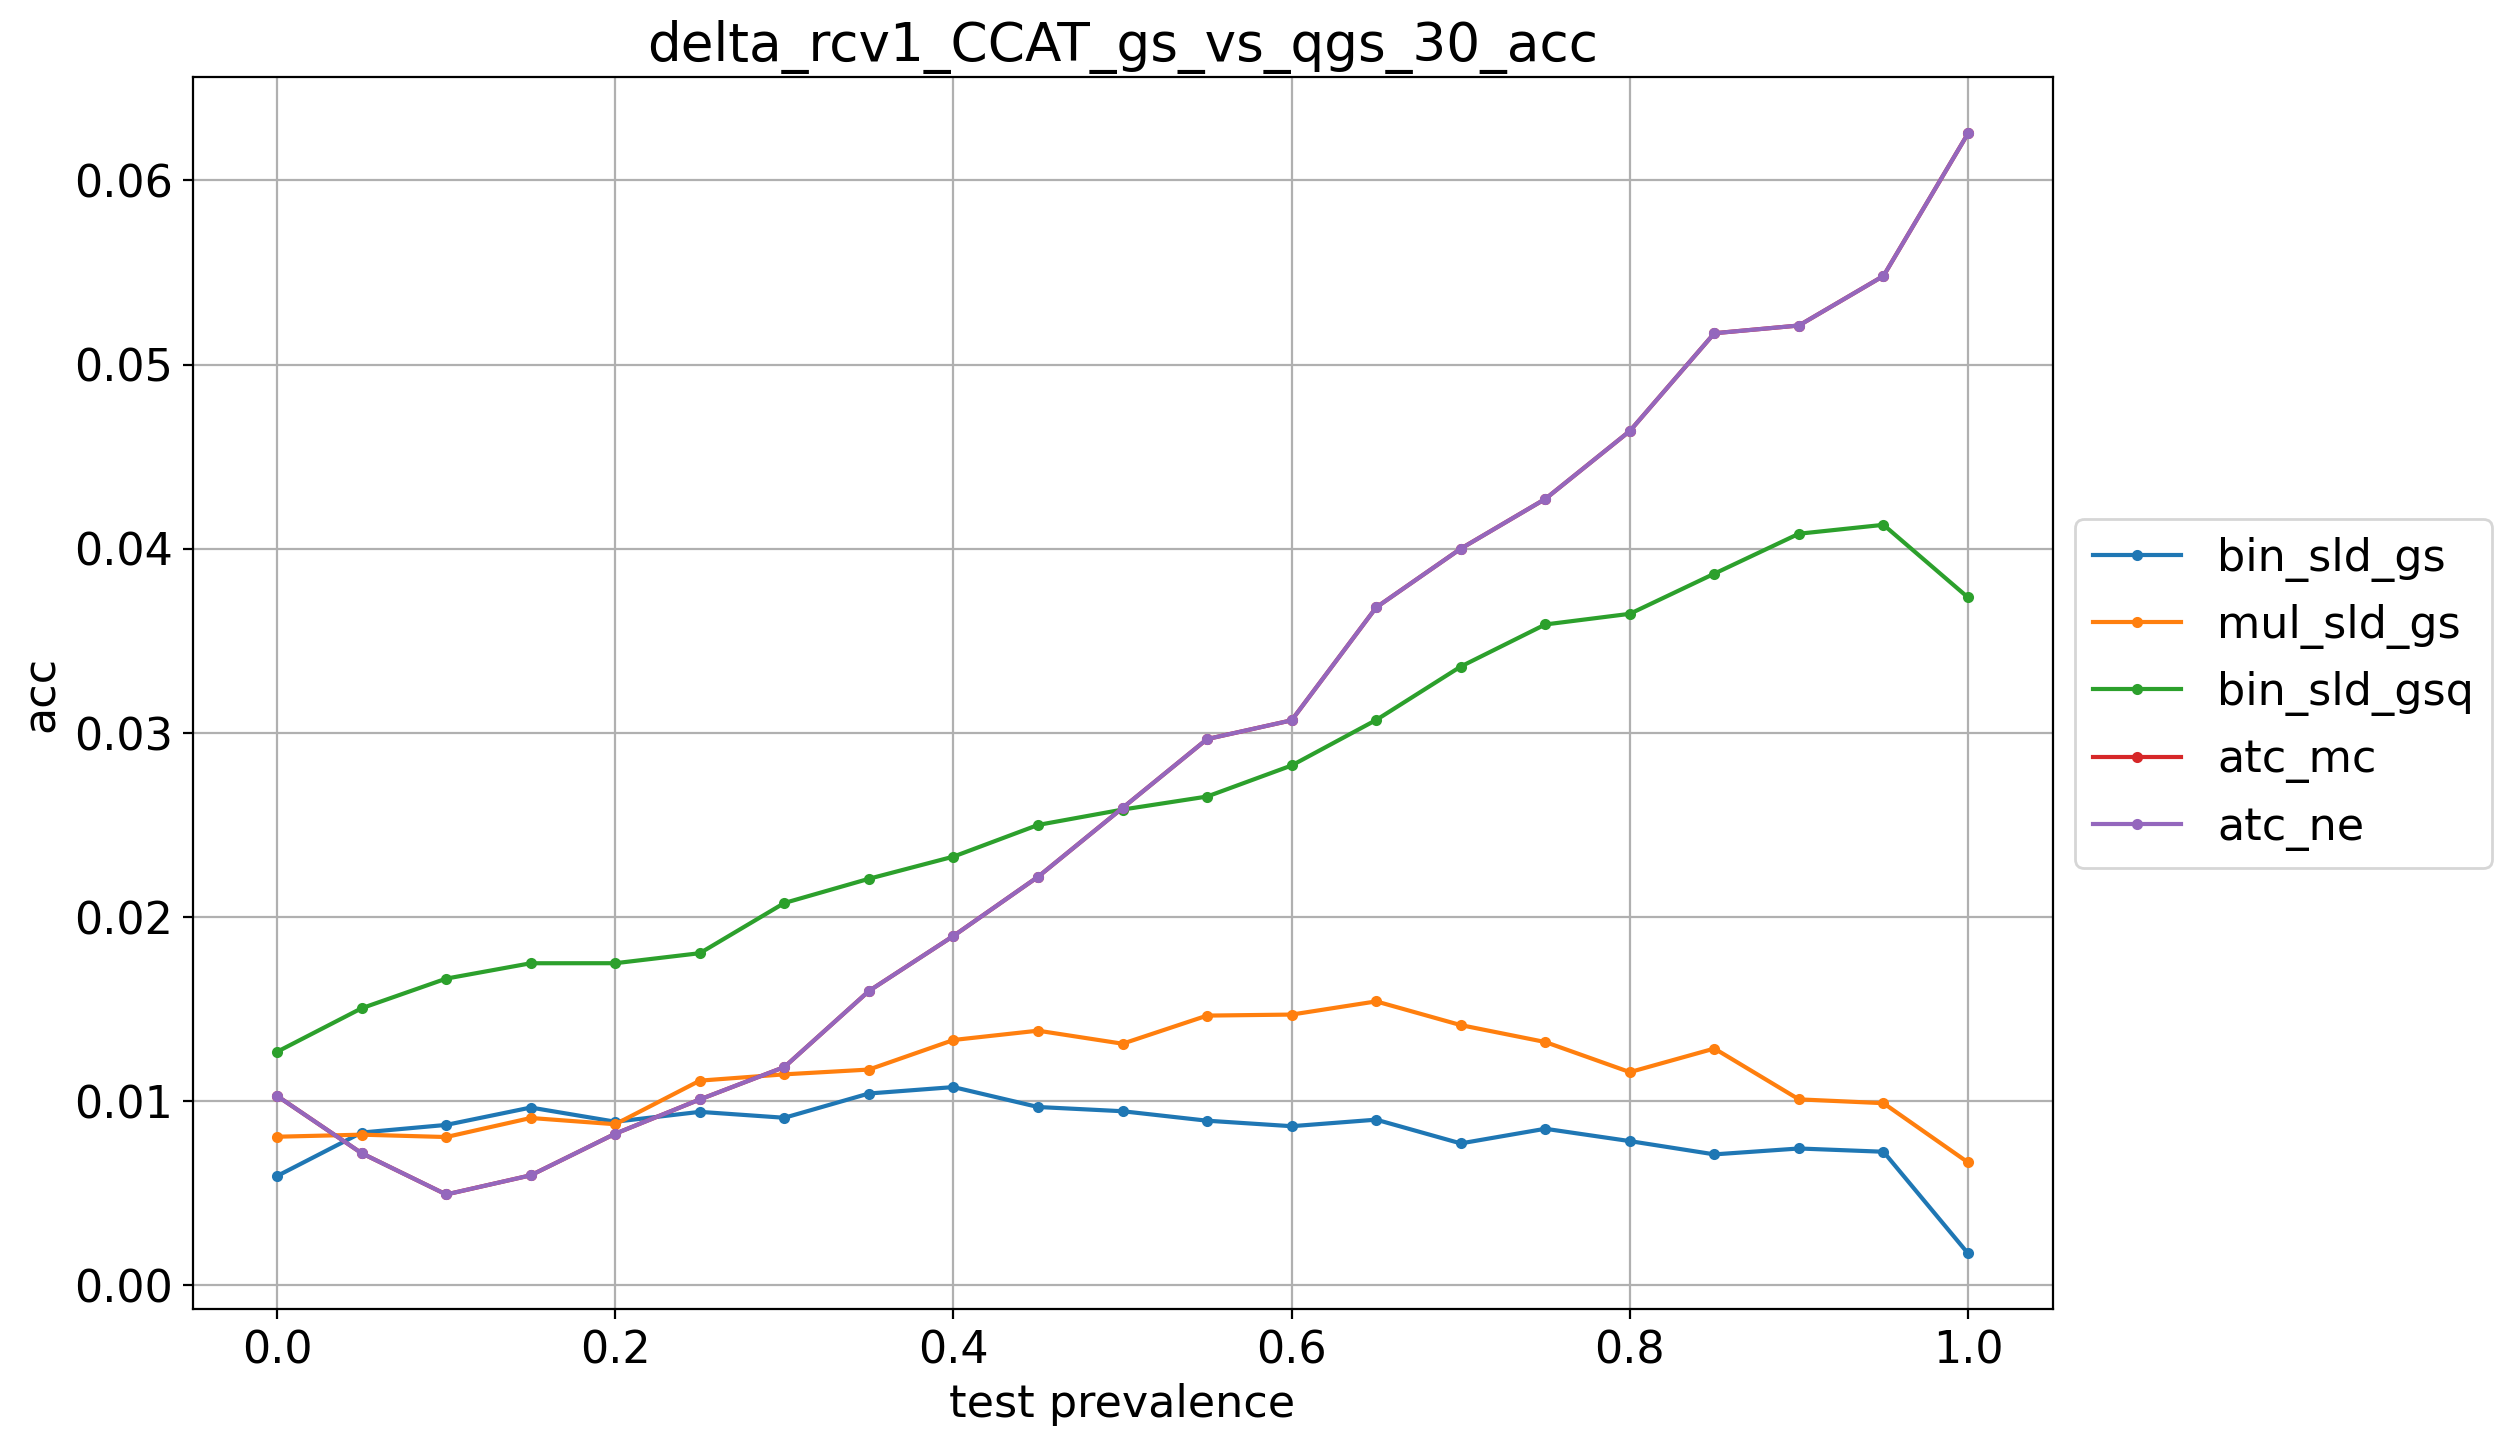 delta_rcv1_CCAT_gs_vs_qgs_30_acc
acc
0.06
0.05
0.04
0.03
0.02
0.01
0.00
0.0 0.2 0.4 0.6 0.8 1.0
test prevalence
bin_sld_gs
mul_sld_gs
bin_sld_gsq
atc_mc
atc_ne